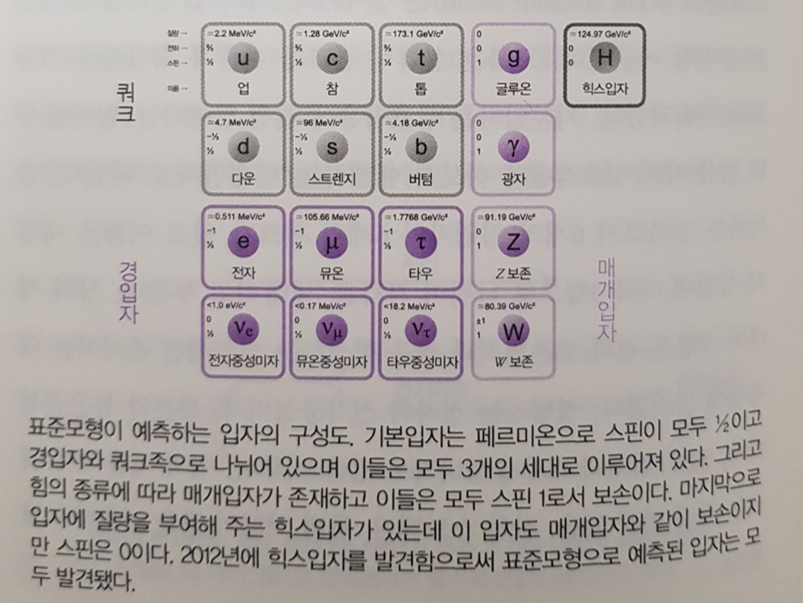 질량→ ≃2.2 MeV/c² ≃1.28 GeV/c² ≃173.1 GeV/c² 0 ≃124.97 GeV/c²
전하→ ⅔ ⅔ ⅔ 0 0
스핀→ ½ u ½ c ½ t g 0 H
이름→ 업 참 톱 글루온 힉스입자
쿼크
≃4.7 MeV/c² ≃96 MeV/c² ≃4.18 GeV/c² 0
-⅓ -⅓ -⅓ 0
½ d ½ s ½ b 1 γ
다운 스트렌지 버텀 광자
≃0.511 MeV/c² ≃105.66 MeV/c² ≃1.7768 GeV/c² ≃91.19 GeV/c²
-1 -1 -1 0
½ e ½ μ ½ τ Z
전자 뮤온 타우 Z 보존
경입자
매개입자
<1.0 eV/c² <0.17 MeV/c² <18.2 MeV/c² ≃80.39 GeV/c²
0 0 0 ±1
½ νe ½ νμ ½ ντ W
전자중성미자 뮤온중성미자 타우중성미자 W 보존
표준모형이 예측하는 입자의 구성도. 기본입자는 페르미온으로 스핀이 모두 ½이고
경입자와 쿼크족으로 나뉘어 있으며 이들은 모두 3개의 세대로 이루어져 있다. 그리고
힘의 종류에 따라 매개입자가 존재하고 이들은 모두 스핀 1로서 보손이다. 마지막으로
입자에 질량을 부여해 주는 힉스입자가 있는데 이 입자도 매개입자와 같이 보손이지
만 스핀은 0이다. 2012년에 힉스입자를 발견함으로써 표준모형으로 예측된 입자는 모
두 발견됐다.